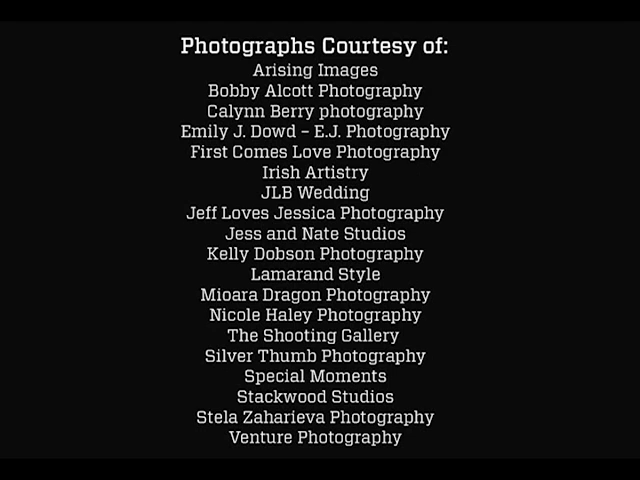 Photographs Courtesy of:
Arising Images
Bobby Alcott Photography
Calynn Berry photography
Emily J. Dowd – E.J. Photography
First Comes Love Photography
Irish Artistry
JLB Wedding
Jeff Loves Jessica Photography
Jess and Nate Studios
Kelly Dobson Photography
Lamarand Style
Mioara Dragon Photography
Nicole Haley Photography
The Shooting Gallery
Silver Thumb Photography
Special Moments
Stackwood Studios
Stela Zaharieva Photography
Venture Photography